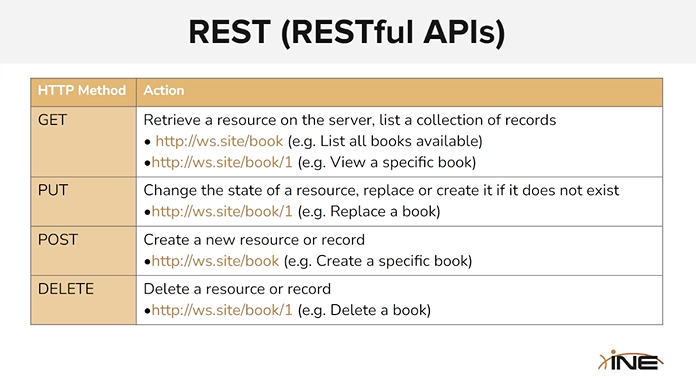 REST (RESTful APIs)
HTTP Method Action
GET Retrieve a resource on the server, list a collection of records
• http://ws.site/book (e.g. List all books available)
•http://ws.site/book/1 (e.g. View a specific book)
PUT Change the state of a resource, replace or create it if it does not exist
•http://ws.site/book/1 (e.g. Replace a book)
POST Create a new resource or record
•http://ws.site/book (e.g. Create a specific book)
DELETE Delete a resource or record
•http://ws.site/book/1 (e.g. Delete a book)
INE